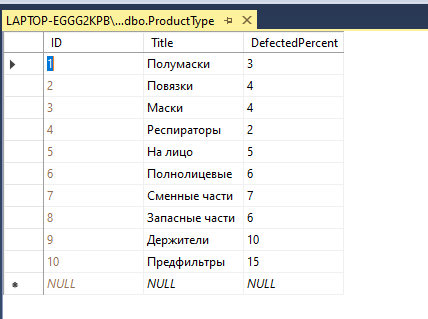 LAPTOP-EGGG2KPB\...dbo.ProductType
ID Title DefectedPercent
1 Полумаски 3
2 Повязки 4
3 Маски 4
4 Респираторы 2
5 На лицо 5
6 Полнолицевые 6
7 Сменные части 7
8 Запасные части 6
9 Держители 10
10 Предфильтры 15
NULL NULL NULL